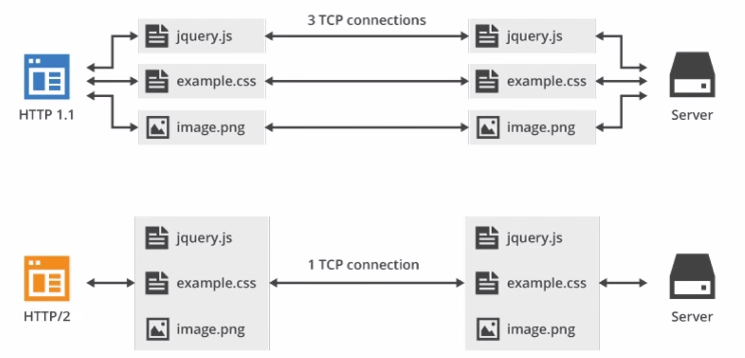 3 TCP connections
jquery.js
jquery.js
example.css
example.css
HTTP 1.1
Server
image.png
image.png
jquery.js
jquery.js
1 TCP connection
example.css
example.css
HTTP/2
Server
image.png
image.png